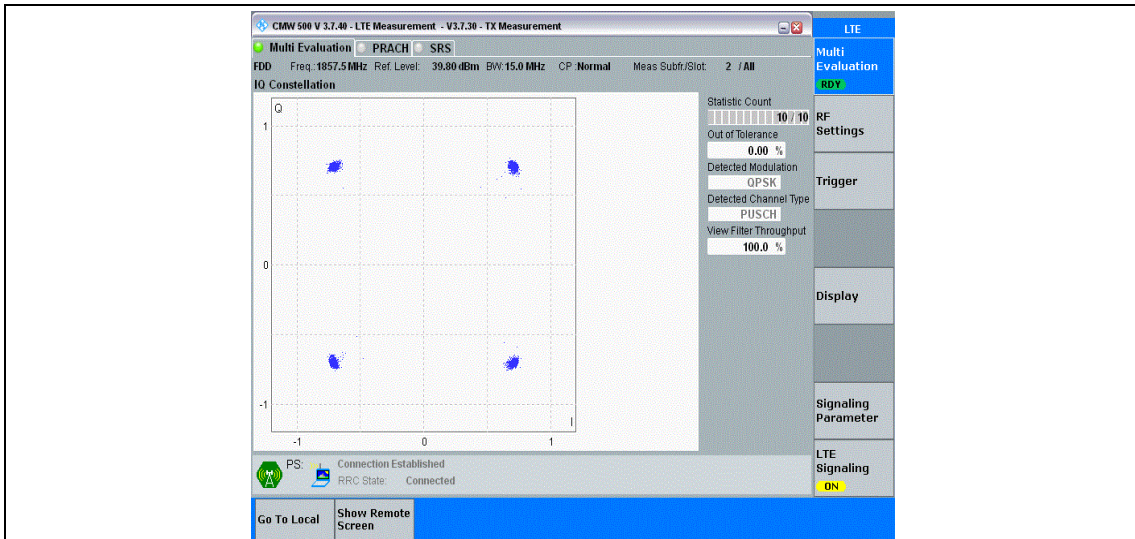 CMW 500 V 3.7.40 - LTE Measurement - V3.7.30 - TX Measurement
LTE
Multi Evaluation PRACH SRS
Multi
Evaluation
RDY
FDD Freq.:1857.5 MHz Ref. Level: 39.80 dBm BW:15.0 MHz CP :Normal Meas Subfr./Slot: 2 / All
IQ Constellation
Q
1
0
-1
-1 0 1
I
Statistic Count
10 / 10
Out of Tolerance
0.00 %
Detected Modulation
QPSK
Detected Channel Type
PUSCH
View Filter Throughput
100.0 %
RF
Settings
Trigger
Display
Signaling
Parameter
LTE
Signaling
ON
PS: Connection Established
RRC State: Connected
Go To Local
Show Remote
Screen